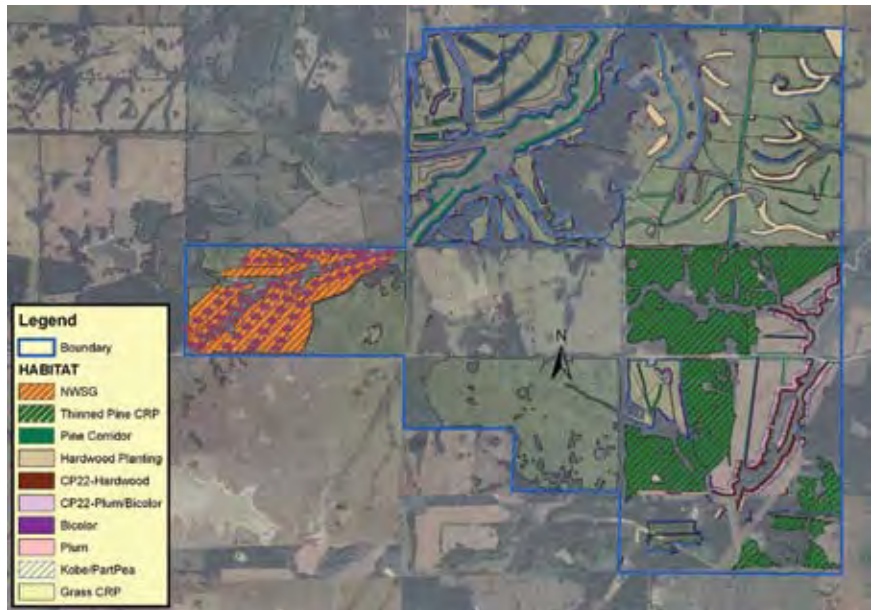 N
Legend
Boundary
HABITAT
NWSG
Thinned Pine CRP
Pine Corridor
Hardwood Planting
CP22-Hardwood
CP22-Plum/Bicolor
Bicolor
Plum
Kobe/PartPea
Grass CRP